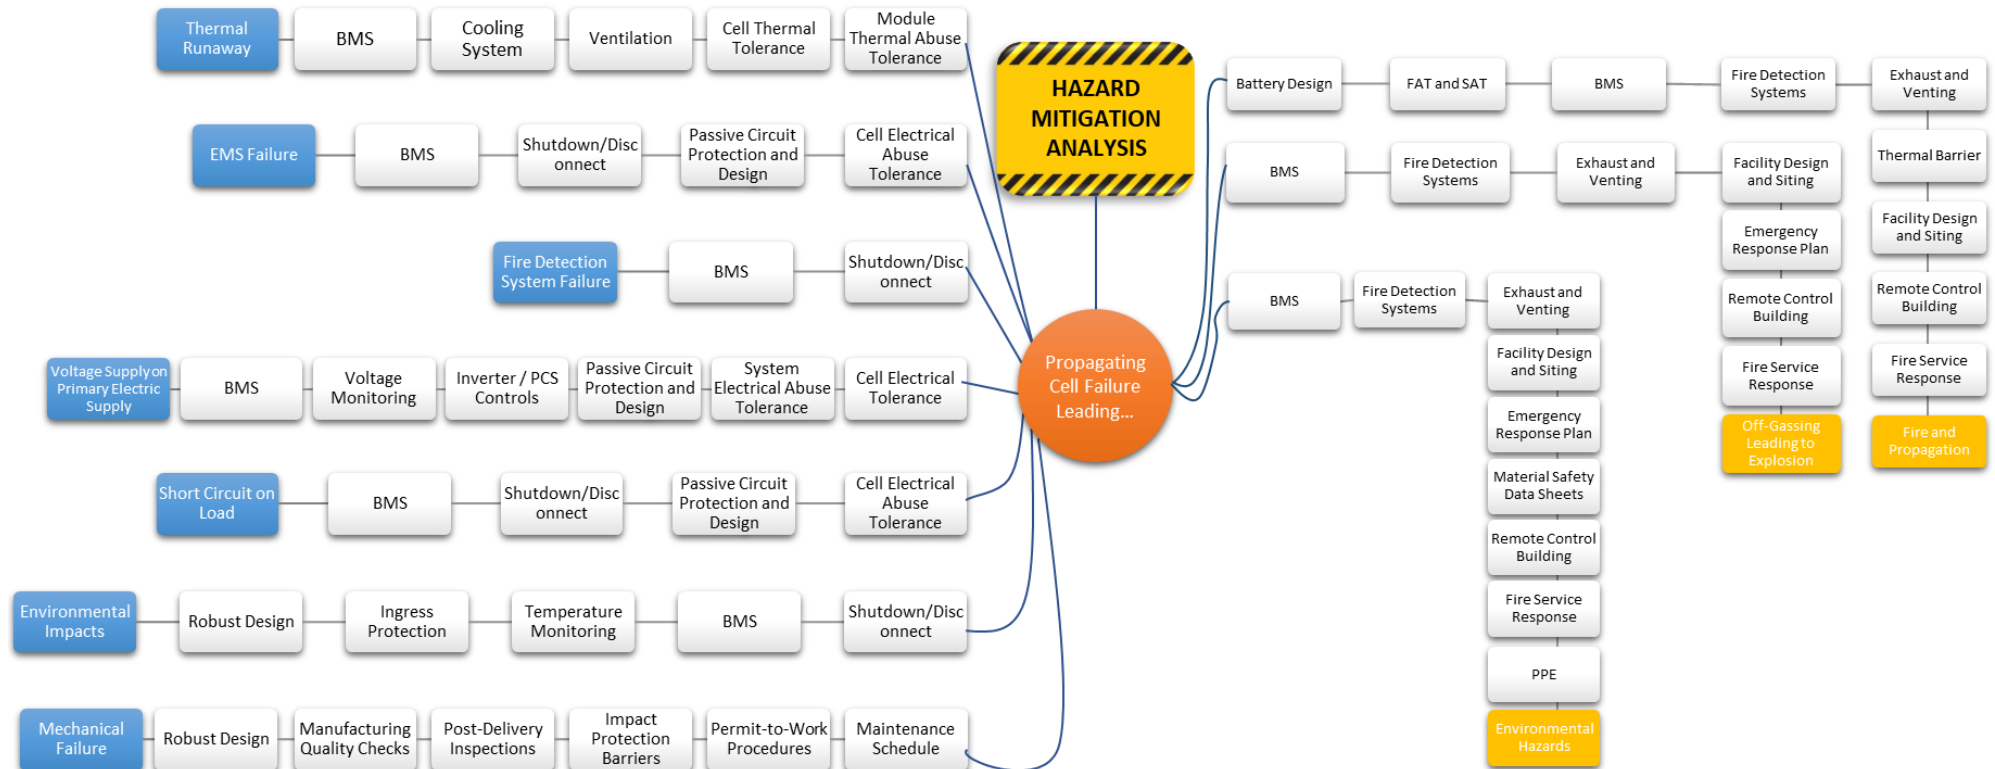 Thermal
Runaway
BMS
Cooling
System
Ventilation
Cell Thermal
Tolerance
Module
Thermal Abuse
Tolerance
EMS Failure
BMS
Shutdown/Disc
onnect
Passive Circuit
Protection and
Design
Cell Electrical
Abuse
Tolerance
Fire Detection
System Failure
BMS
Shutdown/Disc
onnect
Voltage Supply on
Primary Electric
Supply
BMS
Voltage
Monitoring
Inverter / PCS
Controls
Passive Circuit
Protection and
Design
System
Electrical Abuse
Tolerance
Cell Electrical
Tolerance
Short Circuit on
Load
BMS
Shutdown/Disc
onnect
Passive Circuit
Protection and
Design
Cell Electrical
Abuse
Tolerance
Environmental
Impacts
Robust Design
Ingress
Protection
Temperature
Monitoring
BMS
Shutdown/Disc
onnect
Mechanical
Failure
Robust Design
Manufacturing
Quality Checks
Post-Delivery
Inspections
Impact
Protection
Barriers
Permit-to-Work
Procedures
Maintenance
Schedule
HAZARD
MITIGATION
ANALYSIS
Propagating
Cell Failure
Leading...
Battery Design
FAT and SAT
BMS
Fire Detection
Systems
Exhaust and
Venting
Thermal Barrier
Facility Design
and Siting
Remote Control
Building
Fire Service
Response
Fire and
Propagation
BMS
Fire Detection
Systems
Exhaust and
Venting
Facility Design
and Siting
Emergency
Response Plan
Remote Control
Building
Fire Service
Response
Off-Gassing
Leading to
Explosion
BMS
Fire Detection
Systems
Exhaust and
Venting
Facility Design
and Siting
Emergency
Response Plan
Material Safety
Data Sheets
Remote Control
Building
Fire Service
Response
PPE
Environmental
Hazards